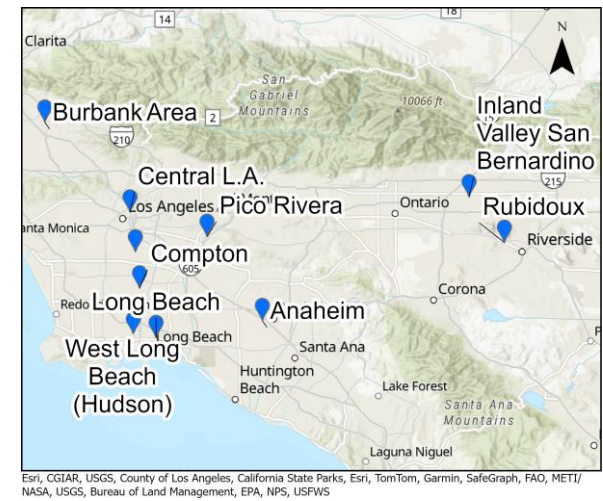 14
18
N
Clarita
San
Gabriel
Mountains
10066 ft
Burbank Area
2
210
Inland
Valley San
Bernardino
15
215
Central L.A.
Los Angeles
Pico Rivera
Ontario
Rubidoux
anta Monica
Compton
605
Riverside
Corona
Redo
Long Beach
Anaheim
Long Beach
West Long
Beach
(Hudson)
Santa Ana
Huntington
Beach
Lake Forest
Santa Ana
Mountains
Laguna Niguel
Esri, CGIAR, USGS, County of Los Angeles, California State Parks, Esri, TomTom, Garmin, SafeGraph, FAO, METI/
NASA, USGS, Bureau of Land Management, EPA, NPS, USFWS